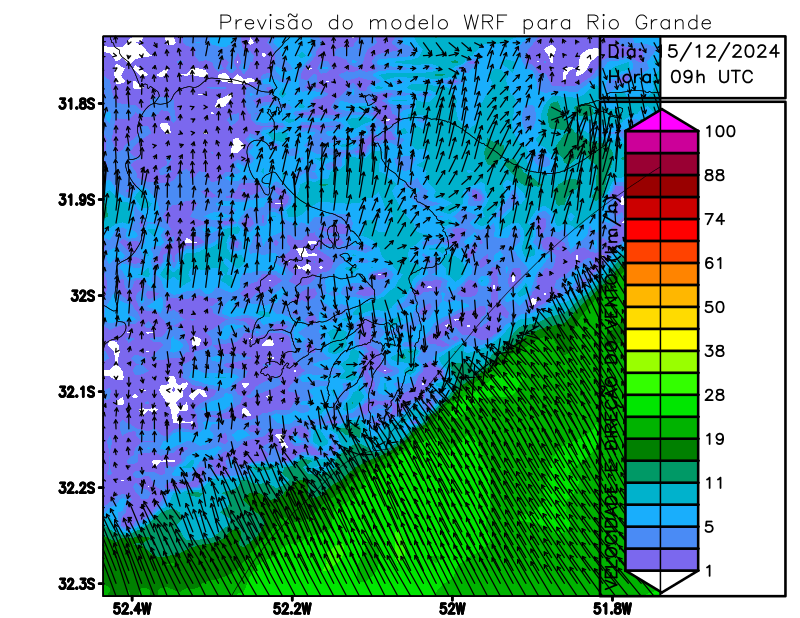 Previsão do modelo WRF para Rio Grande
Dia: 5/12/2024
Hora: 09h UTC
31.8S
31.9S
32S
32.1S
32.2S
32.3S
52.4W
52.2W
52W
51.8W
VELOCIDADE E DIREÇÃO DO VENTO (km/h)
100
88
74
61
50
38
28
19
11
5
1